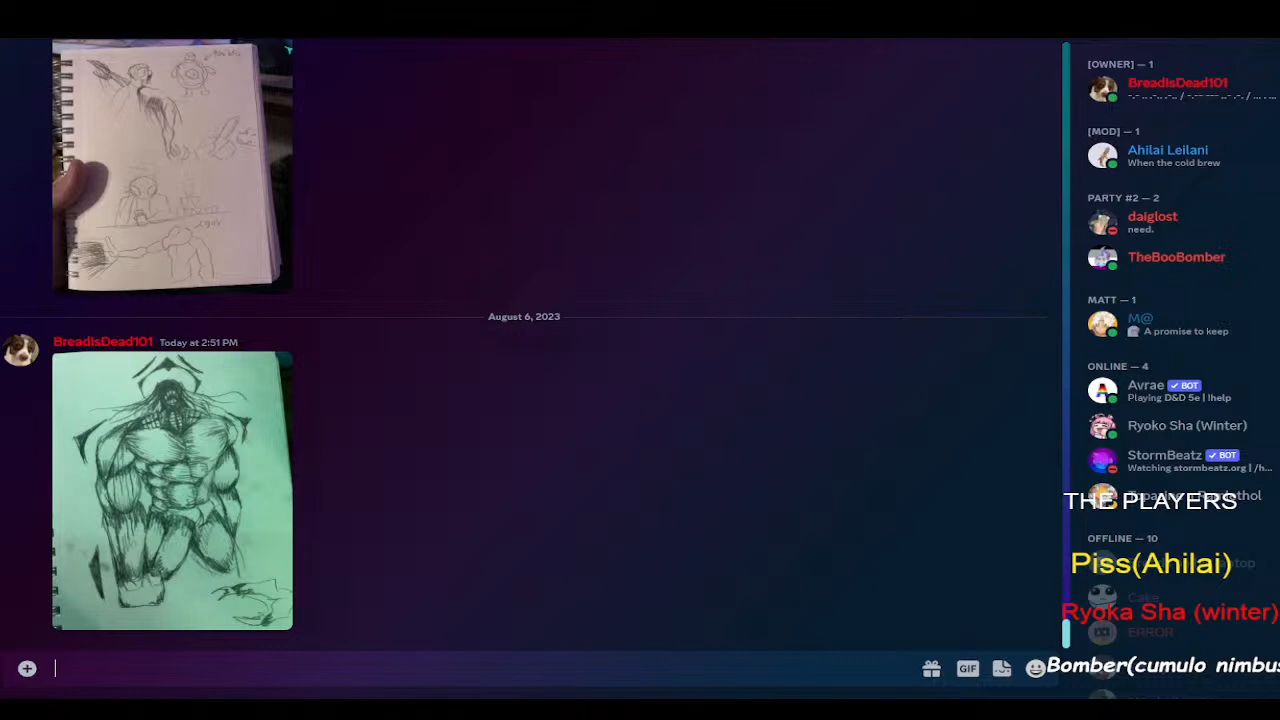 August 6, 2023
BreadIsDead101 Today at 2:51 PM
GIF
[OWNER] — 1
BreadIsDead101
[MOD] — 1
Ahilai Leilani
When the cold brew
PARTY #2 — 2
daiglost
need.
TheBooBomber
MATT — 1
M@
A promise to keep
ONLINE — 4
Avrae BOT
Playing D&D 5e | !help
Ryoko Sha (Winter)
StormBeatz BOT
Watching stormbeatz.org | /h...
THE PLAYERS
OFFLINE — 10
Piss(Ahilai)
Cake
Ryoka Sha (winter)
ERROR
Bomber(cumulo nimbus